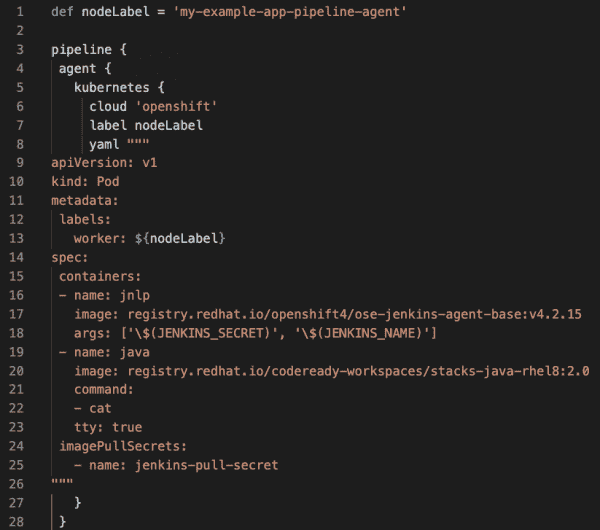 1 def nodeLabel = 'my-example-app-pipeline-agent'
2
3 pipeline {
4  agent {
5    kubernetes {
6      cloud 'openshift'
7      label nodeLabel
8      yaml """
9 apiVersion: v1
10 kind: Pod
11 metadata:
12  labels:
13    worker: ${nodeLabel}
14 spec:
15  containers:
16  - name: jnlp
17    image: registry.redhat.io/openshift4/ose-jenkins-agent-base:v4.2.15
18    args: ['\$(JENKINS_SECRET)', '\$(JENKINS_NAME)']
19  - name: java
20    image: registry.redhat.io/codeready-workspaces/stacks-java-rhel8:2.0
21    command:
22    - cat
23    tty: true
24  imagePullSecrets:
25    - name: jenkins-pull-secret
26 """
27    }
28  }